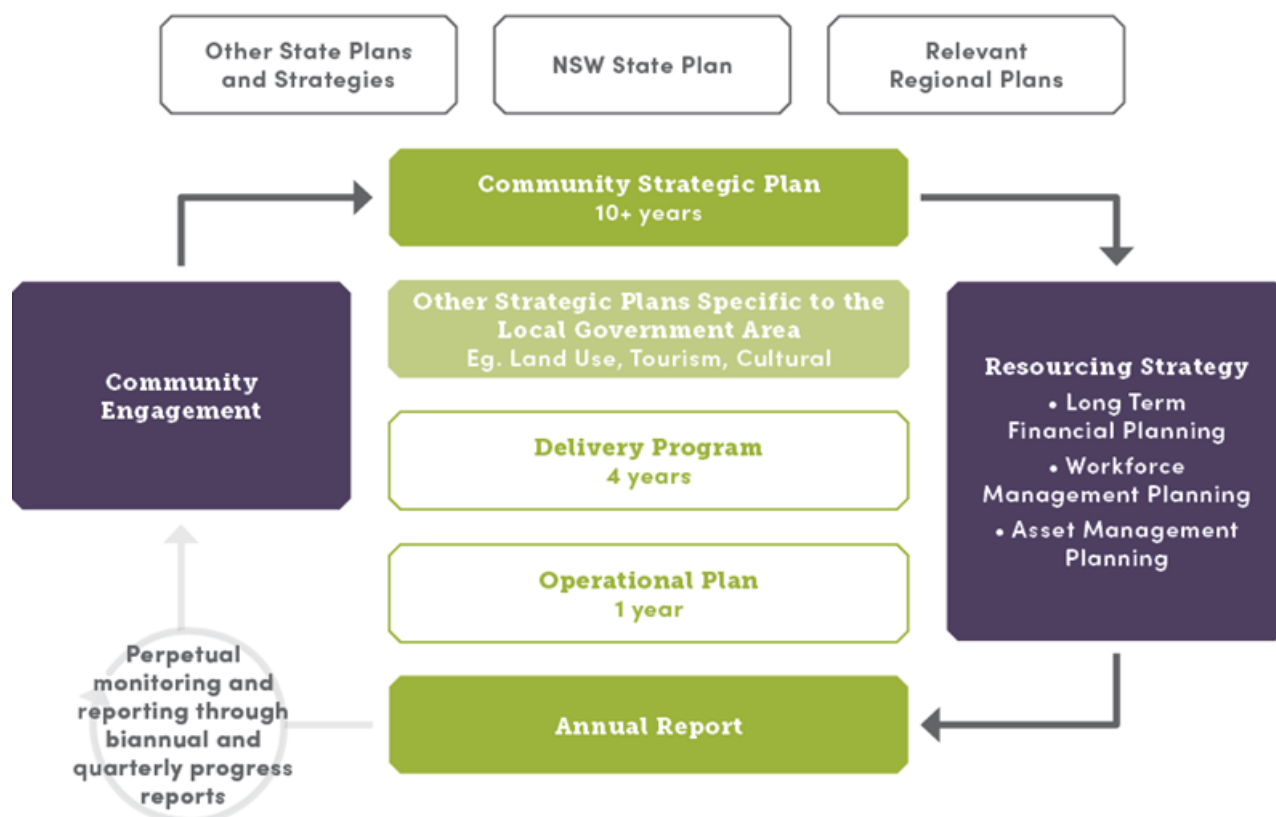 Other State Plans
and Strategies
NSW State Plan
Relevant
Regional Plans
Community Strategic Plan
10+ years
Other Strategic Plans Specific to the
Local Government Area
Eg. Land Use, Tourism, Cultural
Community
Engagement
Resourcing Strategy
• Long Term
Financial Planning
• Workforce
Management Planning
• Asset Management
Planning
Delivery Program
4 years
Operational Plan
1 year
Perpetual
monitoring and
reporting through
biannual and
quarterly progress
reports
Annual Report